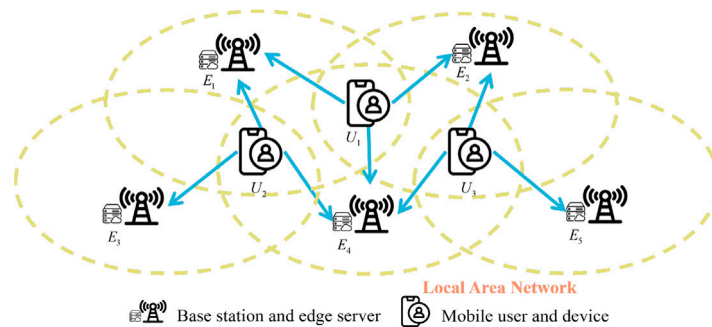 E1
E2
U1
U2
U3
E3
E4
E5
Local Area Network
Base station and edge server
Mobile user and device